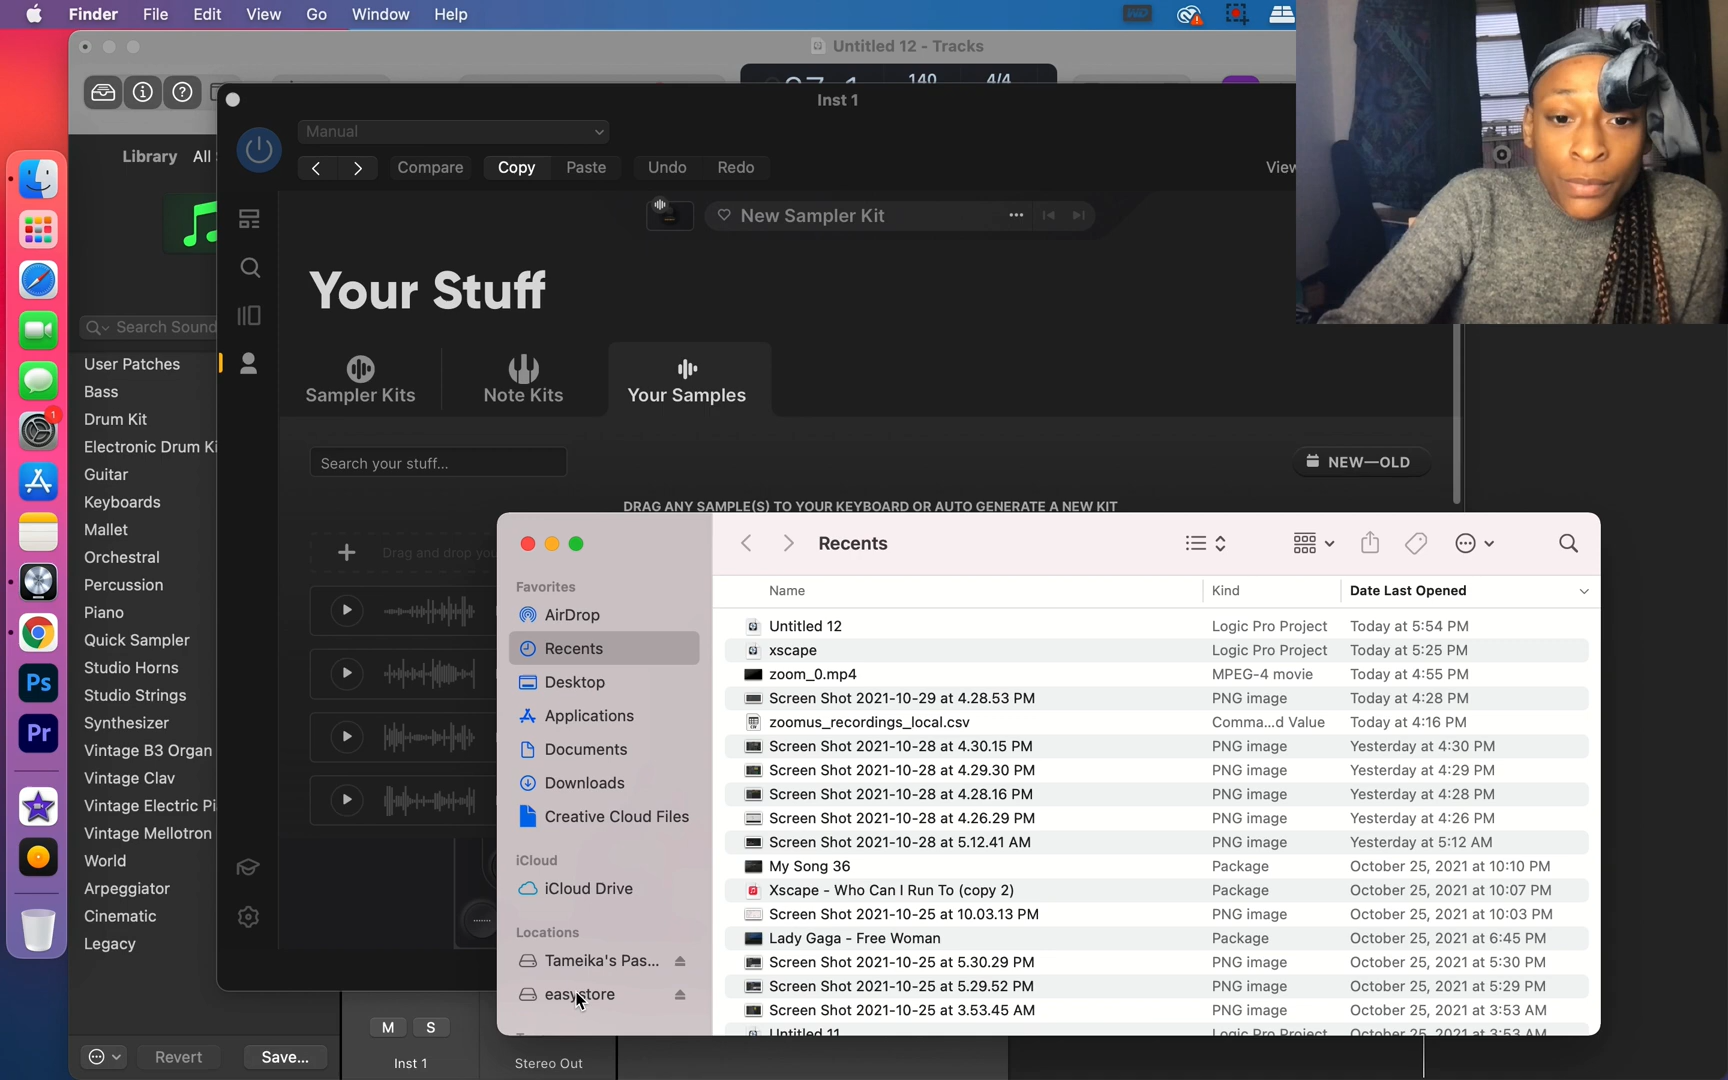 Finder File Edit View Go Window Help
Untitled 12 - Tracks
140 4/4
Inst 1
Manual
Compare Copy Paste Undo Redo View
Library All
New Sampler Kit
Your Stuff
Search Sound
Sampler Kits Note Kits Your Samples
Search your stuff... NEW—OLD
DRAG ANY SAMPLE(S) TO YOUR KEYBOARD OR AUTO GENERATE A NEW KIT
Drag and drop you
User Patches
Bass
Drum Kit
Electronic Drum Ki
Guitar
Keyboards
Mallet
Orchestral
Percussion
Piano
Quick Sampler
Studio Horns
Studio Strings
Synthesizer
Vintage B3 Organ
Vintage Clav
Vintage Electric Pi
Vintage Mellotron
World
Arpeggiator
Cinematic
Legacy
1
Ps
Pr
Recents
Favorites
AirDrop
Recents
Desktop
Applications
Documents
Downloads
Creative Cloud Files
iCloud
iCloud Drive
Locations
Tameika's Pas...
easystore
Name Kind Date Last Opened
Untitled 12 Logic Pro Project Today at 5:54 PM
xscape Logic Pro Project Today at 5:25 PM
zoom_0.mp4 MPEG-4 movie Today at 4:55 PM
Screen Shot 2021-10-29 at 4.28.53 PM PNG image Today at 4:28 PM
zoomus_recordings_local.csv Comma...d Value Today at 4:16 PM
Screen Shot 2021-10-28 at 4.30.15 PM PNG image Yesterday at 4:30 PM
Screen Shot 2021-10-28 at 4.29.30 PM PNG image Yesterday at 4:29 PM
Screen Shot 2021-10-28 at 4.28.16 PM PNG image Yesterday at 4:28 PM
Screen Shot 2021-10-28 at 4.26.29 PM PNG image Yesterday at 4:26 PM
Screen Shot 2021-10-28 at 5.12.41 AM PNG image Yesterday at 5:12 AM
My Song 36 Package October 25, 2021 at 10:10 PM
Xscape - Who Can I Run To (copy 2) Package October 25, 2021 at 10:07 PM
Screen Shot 2021-10-25 at 10.03.13 PM PNG image October 25, 2021 at 10:03 PM
Lady Gaga - Free Woman Package October 25, 2021 at 6:45 PM
Screen Shot 2021-10-25 at 5.30.29 PM PNG image October 25, 2021 at 5:30 PM
Screen Shot 2021-10-25 at 5.29.52 PM PNG image October 25, 2021 at 5:29 PM
Screen Shot 2021-10-25 at 3.53.45 AM PNG image October 25, 2021 at 3:53 AM
Untitled 11 Logic Pro Project October 25, 2021 at 3:53 AM
M S
Revert Save... Inst 1 Stereo Out